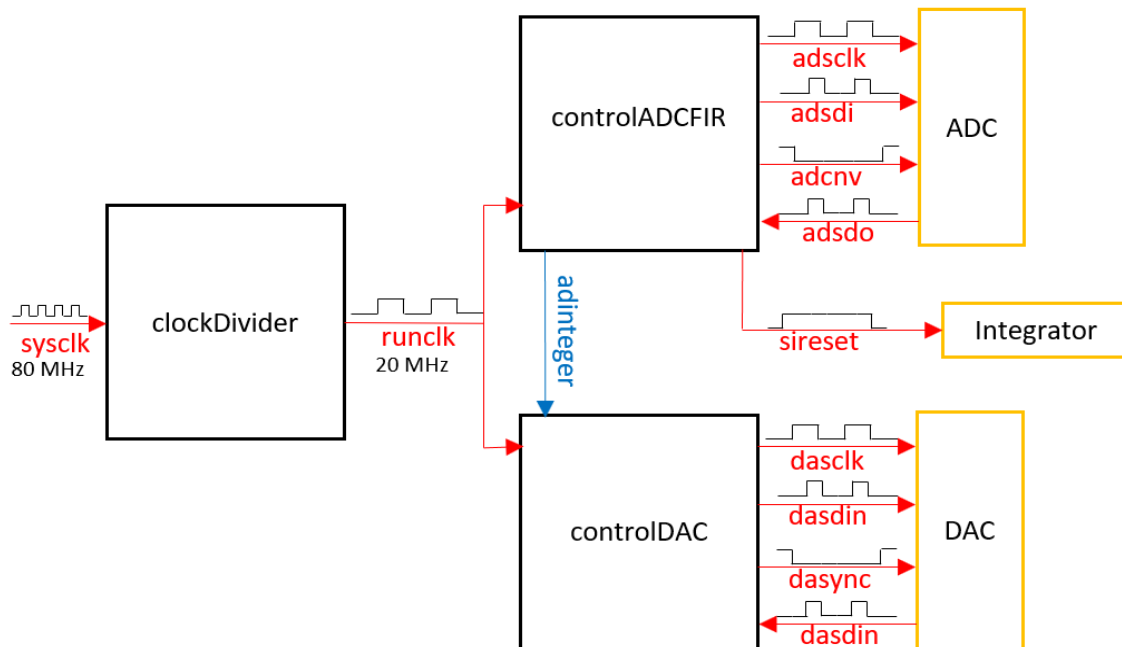 controlADCFIR
adsclk
adsdi
adcnv
adsdo
ADC
sysclk
80 MHz
clockDivider
runclk
20 MHz
adinteger
sireset
Integrator
controlDAC
dasclk
dasdin
dasync
dasdin
DAC